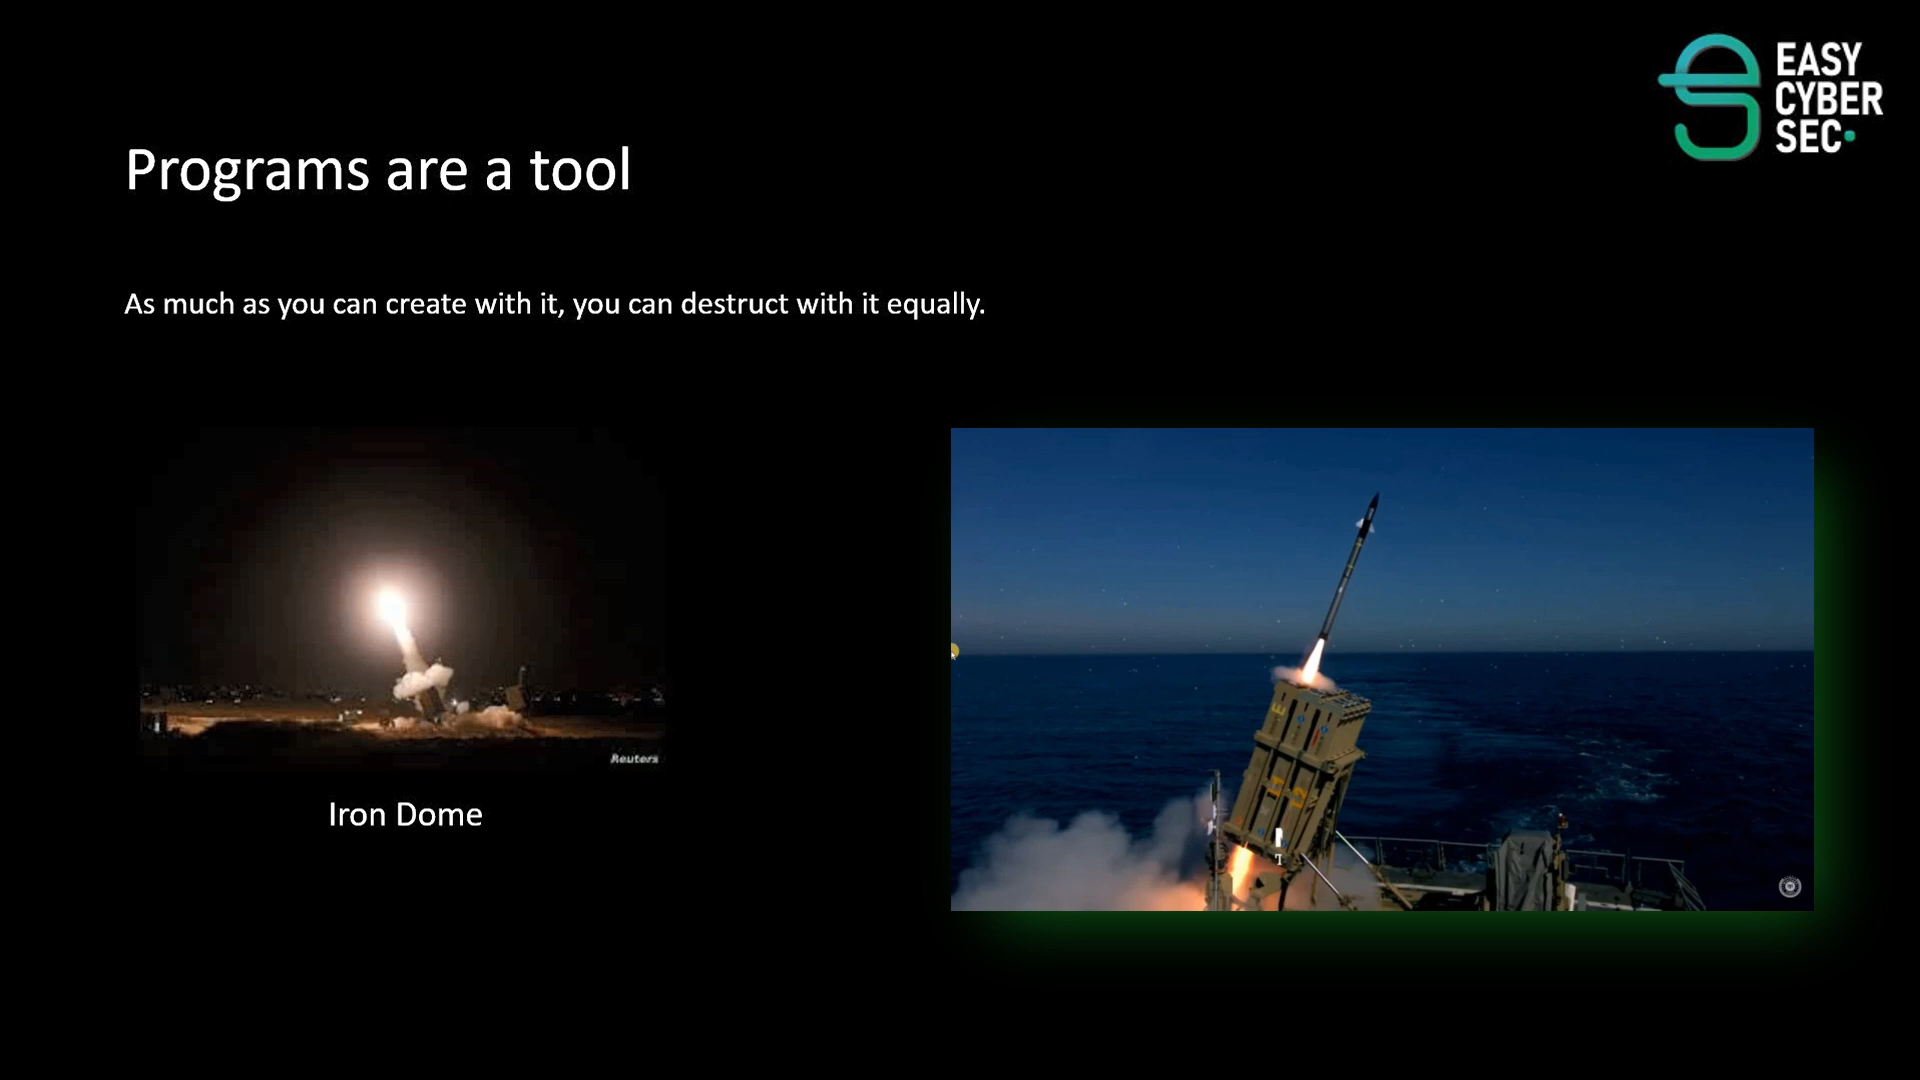 EASY
CYBER
SEC
Programs are a tool
As much as you can create with it, you can destruct with it equally.
Reuters
Iron Dome